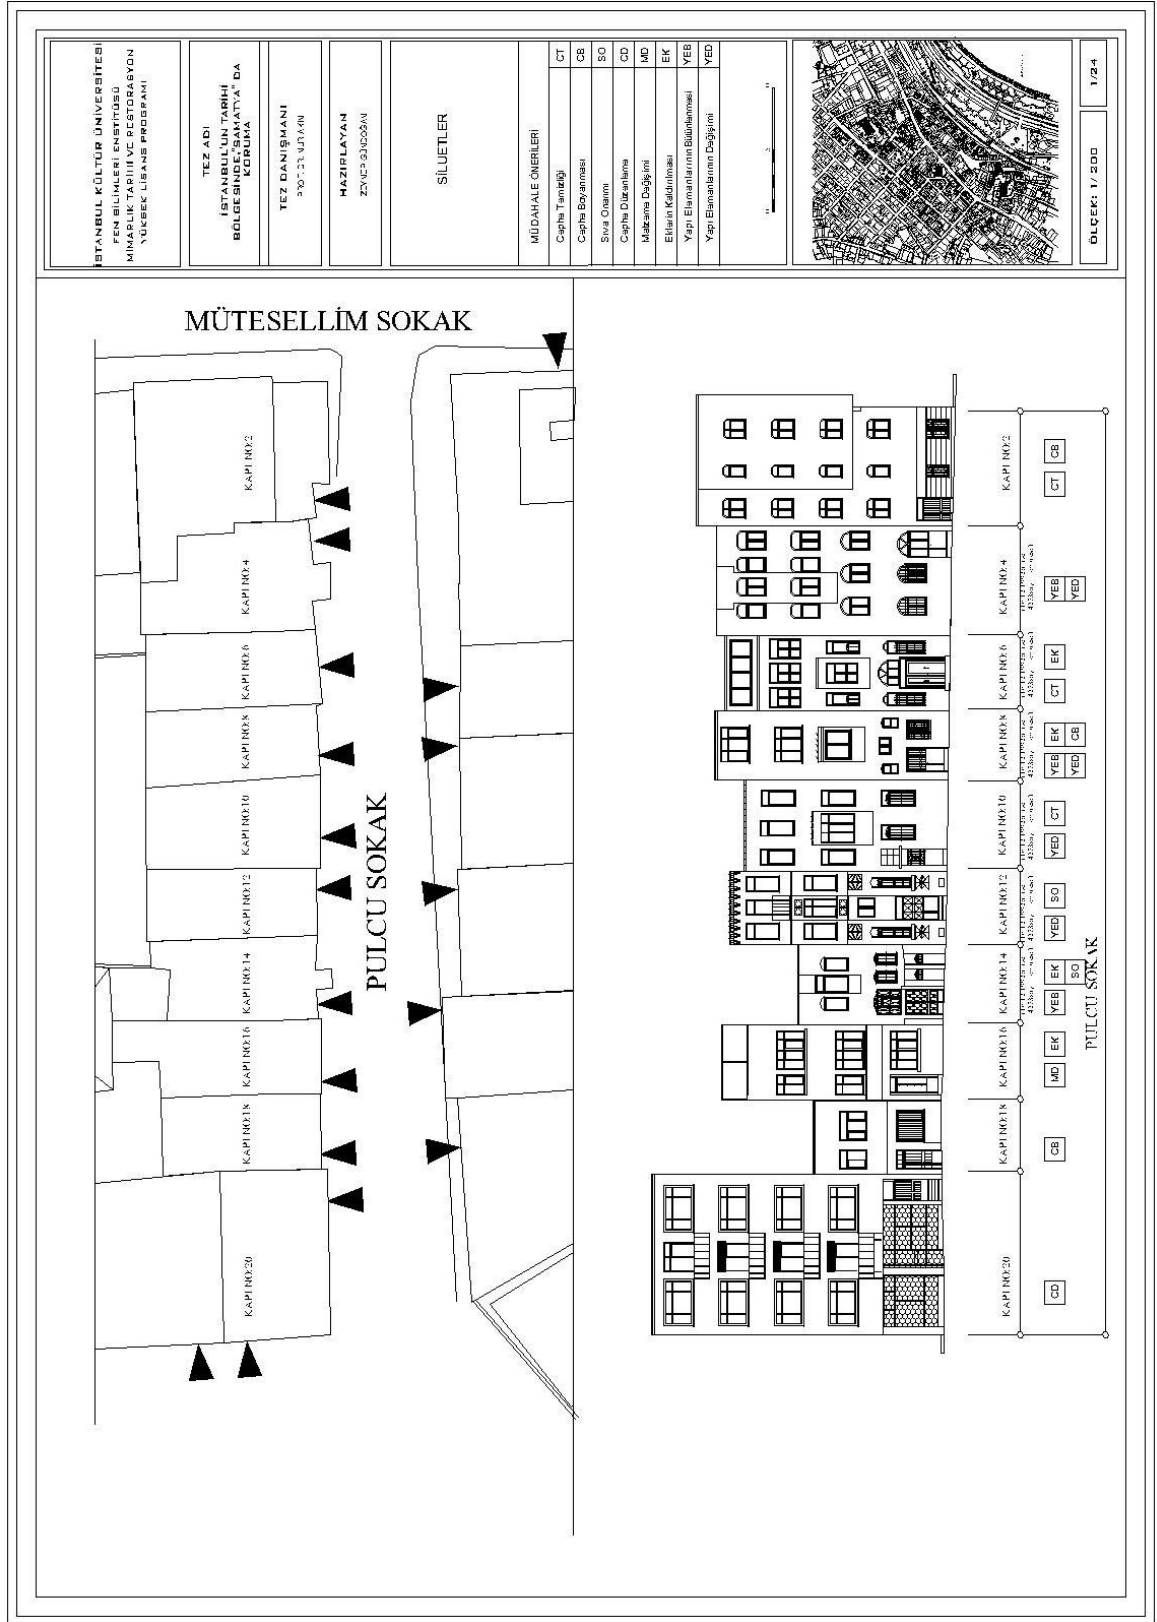 İSTANBUL KÜLTÜR ÜNİVERSİTESİ
FEN BİLİMLERİ ENSTİTÜSÜ
MİMARLIK TARİHİ VE RESTORASYON
YÜKSEK LİSANS PROGRAMI
TEZ ADI
İSTANBUL'UN TARİHİ
BÖLGESİNDE,"SAMATYA" DA
KORUMA
TEZ DANIŞMANI
PROF. DR. NUR AKIN
HAZIRLAYAN
ZEYNEP GÜNDOĞAN
SİLUETLER
MÜDAHALE ÖNERİLERİ
Cephe Temizliği CT
Cephe Boyanması CB
Sıva Onarımı SO
Cephe Düzenleme CD
Malzeme Değişimi MD
Eklerin Kaldırılması EK
Yapı Elemanlarının Bütünlenmesi YEB
Yapı Elemanlarının Değişimi YED
ÖLÇEK: 1/ 200
1/24
MÜTESELLİM SOKAK
PULCU SOKAK
KAPI NO:20
KAPI NO:18
KAPI NO:16
KAPI NO:14
KAPI NO:12
KAPI NO:10
KAPI NO:8
KAPI NO:6
KAPI NO:4
KAPI NO:2
KAPI NO:20
KAPI NO:18
KAPI NO:16
KAPI NO:14
KAPI NO:12
KAPI NO:10
KAPI NO:8
KAPI NO:6
KAPI NO:4
KAPI NO:2
CD
CB
MD EK
YEB EK
SO
YED SO
YED CT
YEB EK
YED CB
CT EK
YEB
YED
CT CB
PULCU SOKAK